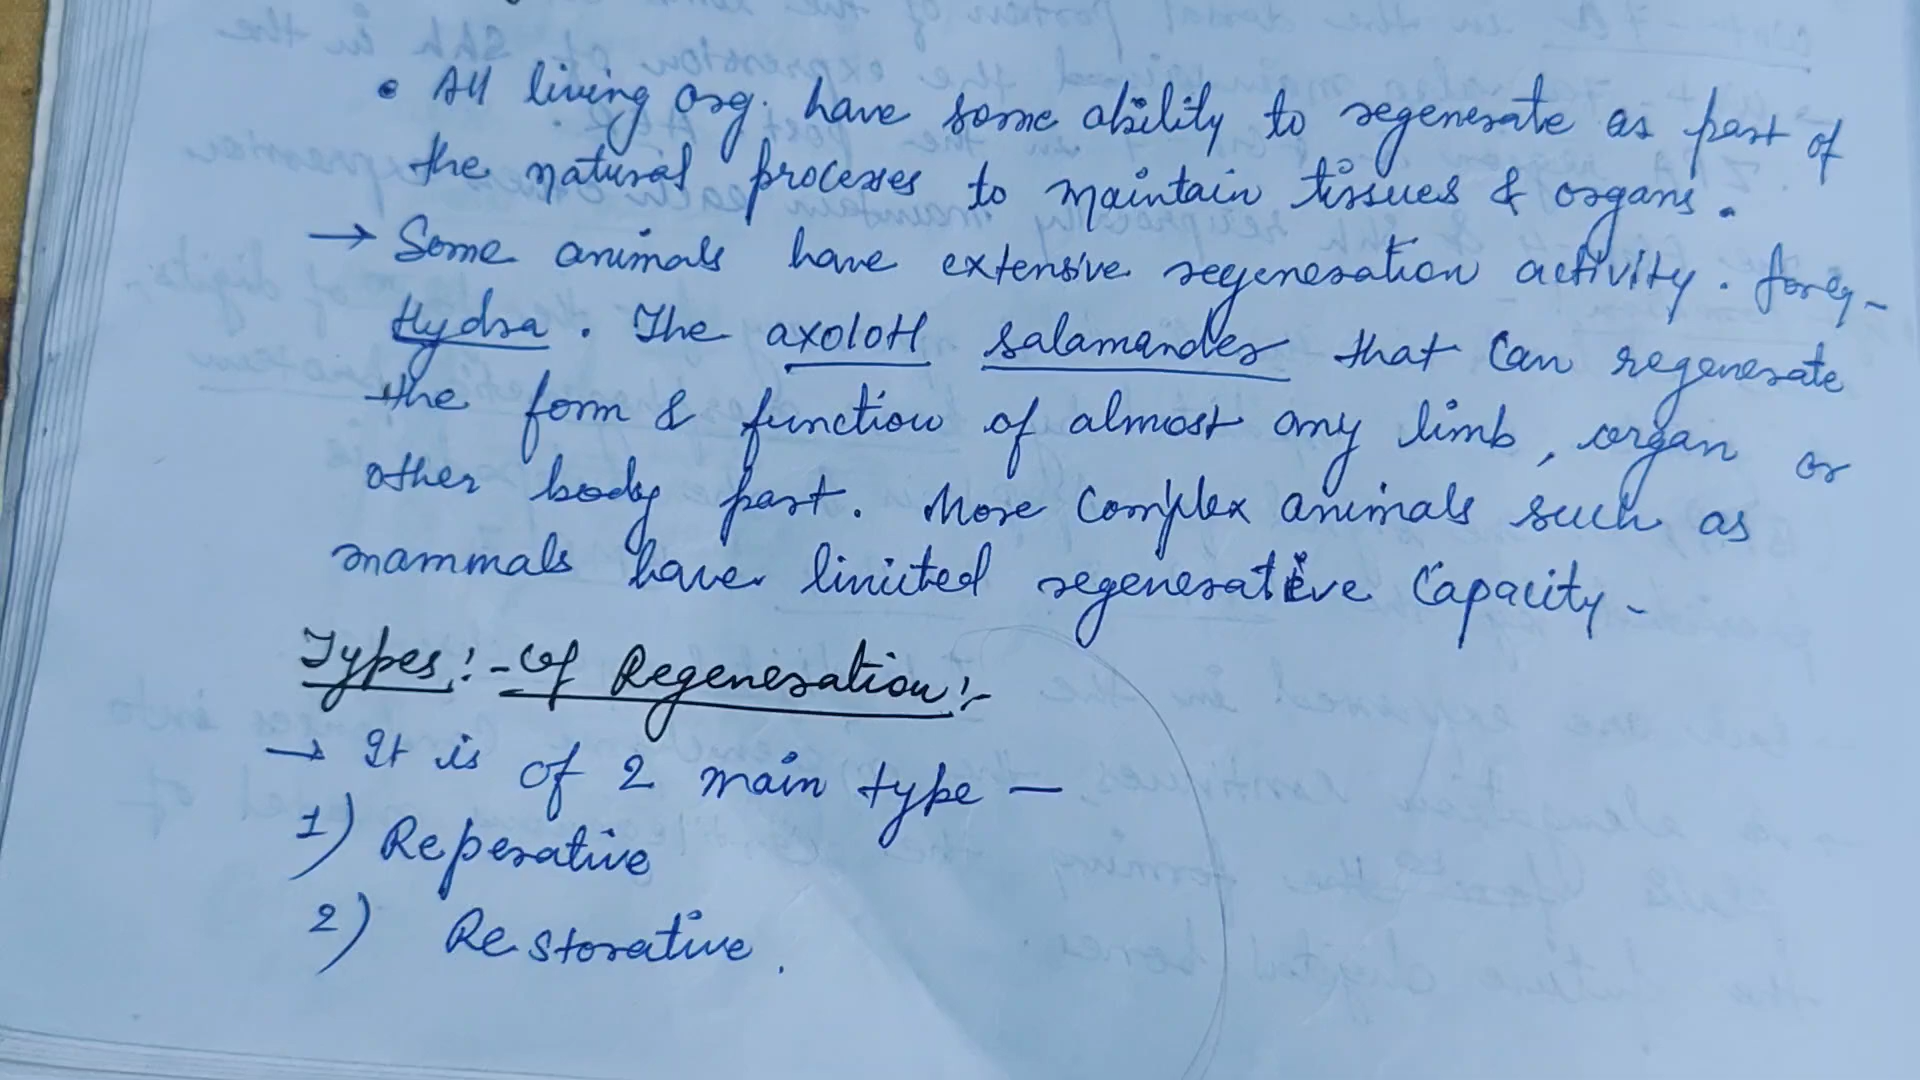 • All living org. have some ability to regenerate as part of
the natural processes to maintain tissues & organs.
→ Some animals have extensive regeneration activity. for eg -
Hydra. The axolotl salamander that can regenerate
the form & function of almost any limb, organ or
other body part. More complex animals such as
mammals have limited regenerative capacity -
Types:- Of Regeneration:-
→ It is of 2 main type —
1) Reperative
2) Restorative.